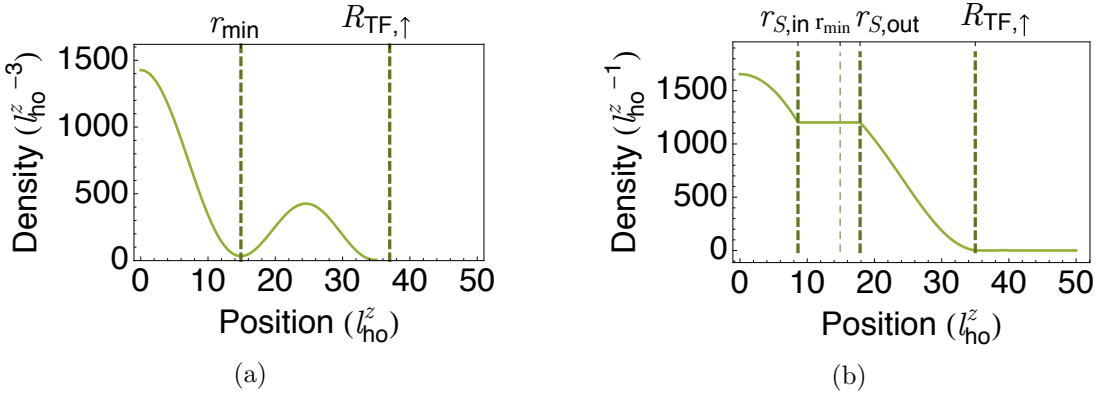 r_min R_TF,↑
1500
1000
500
0
Density (l_ho^z ^-3)
0 10 20 30 40 50
Position (l_ho^z)
(a)
r_S,in r_min r_S,out R_TF,↑
1500
1000
500
0
Density (l_ho^z ^-1)
0 10 20 30 40 50
Position (l_ho^z)
(b)